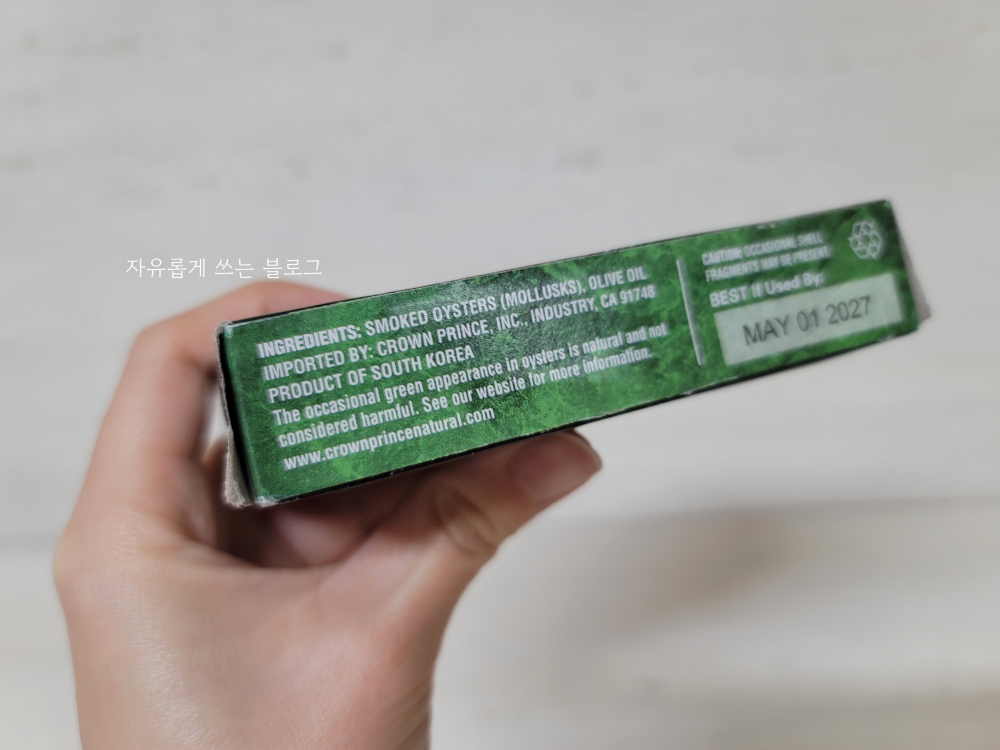 자유롭게 쓰는 블로그
INGREDIENTS: SMOKED OYSTERS (MOLLUSKS), OLIVE OIL
IMPORTED BY: CROWN PRINCE, INC., INDUSTRY, CA 91748
PRODUCT OF SOUTH KOREA
The occasional green appearance in oysters is natural and not
considered harmful. See our website for more information.
www.crownprincenatural.com
CAUTION: OCCASIONAL SHELL
FRAGMENTS MAY BE PRESENT.
BEST If Used By:
MAY 01 2027